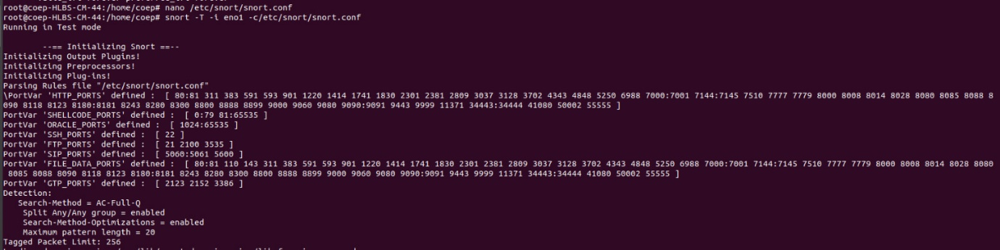 root@coep-HLBS-CM-44:/home/coep# nano /etc/snort/snort.conf
root@coep-HLBS-CM-44:/home/coep# snort -T -i eno1 -c/etc/snort/snort.conf
Running in Test mode
--== Initializing Snort ==--
Initializing Output Plugins!
Initializing Preprocessors!
Initializing Plug-ins!
Parsing Rules file "/etc/snort/snort.conf"
\PortVar 'HTTP_PORTS' defined :  [ 80:81 311 383 591 593 901 1220 1414 1741 1830 2301 2381 2809 3037 3128 3702 4343 4848 5250 6988 7000:7001 7144:7145 7510 7777 7779 8000 8008 8014 8028 8080 8085 8088 8
090 8118 8123 8180:8181 8243 8280 8300 8800 8888 8899 9000 9060 9080 9090:9091 9443 9999 11371 34443:34444 41080 50002 55555 ]
PortVar 'SHELLCODE_PORTS' defined :  [ 0:79 81:65535 ]
PortVar 'ORACLE_PORTS' defined :  [ 1024:65535 ]
PortVar 'SSH_PORTS' defined :  [ 22 ]
PortVar 'FTP_PORTS' defined :  [ 21 2100 3535 ]
PortVar 'SIP_PORTS' defined :  [ 5060:5061 5600 ]
PortVar 'FILE_DATA_PORTS' defined :  [ 80:81 110 143 311 383 591 593 901 1220 1414 1741 1830 2301 2381 2809 3037 3128 3702 4343 4848 5250 6988 7000:7001 7144:7145 7510 7777 7779 8000 8008 8014 8028 8080
8085 8088 8090 8118 8123 8180:8181 8243 8280 8300 8800 8888 8899 9000 9060 9080 9090:9091 9443 9999 11371 34443:34444 41080 50002 55555 ]
PortVar 'GTP_PORTS' defined :  [ 2123 2152 3386 ]
Detection:
Search-Method = AC-Full-Q
Split Any/Any group = enabled
Search-Method-Optimizations = enabled
Maximum pattern length = 20
Tagged Packet Limit: 256